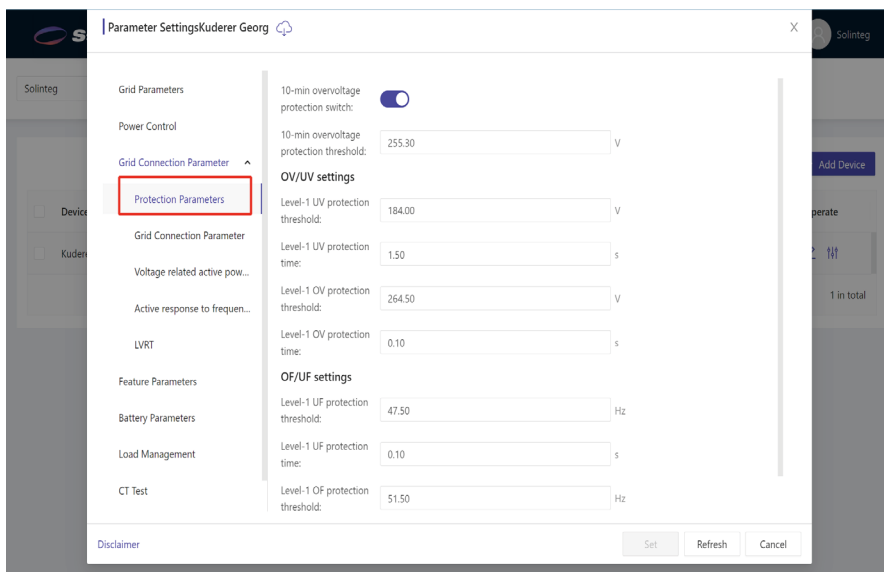 Parameter SettingsKuderer Georg
X
S
Solinteg
Solinteg
Add Device
Device
perate
Kudere
1 in total
Grid Parameters
Power Control
Grid Connection Parameter
Protection Parameters
Grid Connection Parameter
Voltage related active pow...
Active response to frequen...
LVRT
Feature Parameters
Battery Parameters
Load Management
CT Test
10-min overvoltage
protection switch:
10-min overvoltage
protection threshold:
255.30
V
OV/UV settings
Level-1 UV protection
threshold:
184.00
V
Level-1 UV protection
time:
1.50
s
Level-1 OV protection
threshold:
264.50
V
Level-1 OV protection
time:
0.10
s
OF/UF settings
Level-1 UF protection
threshold:
47.50
Hz
Level-1 UF protection
time:
0.10
s
Level-1 OF protection
threshold:
51.50
Hz
Disclaimer
Set
Refresh
Cancel